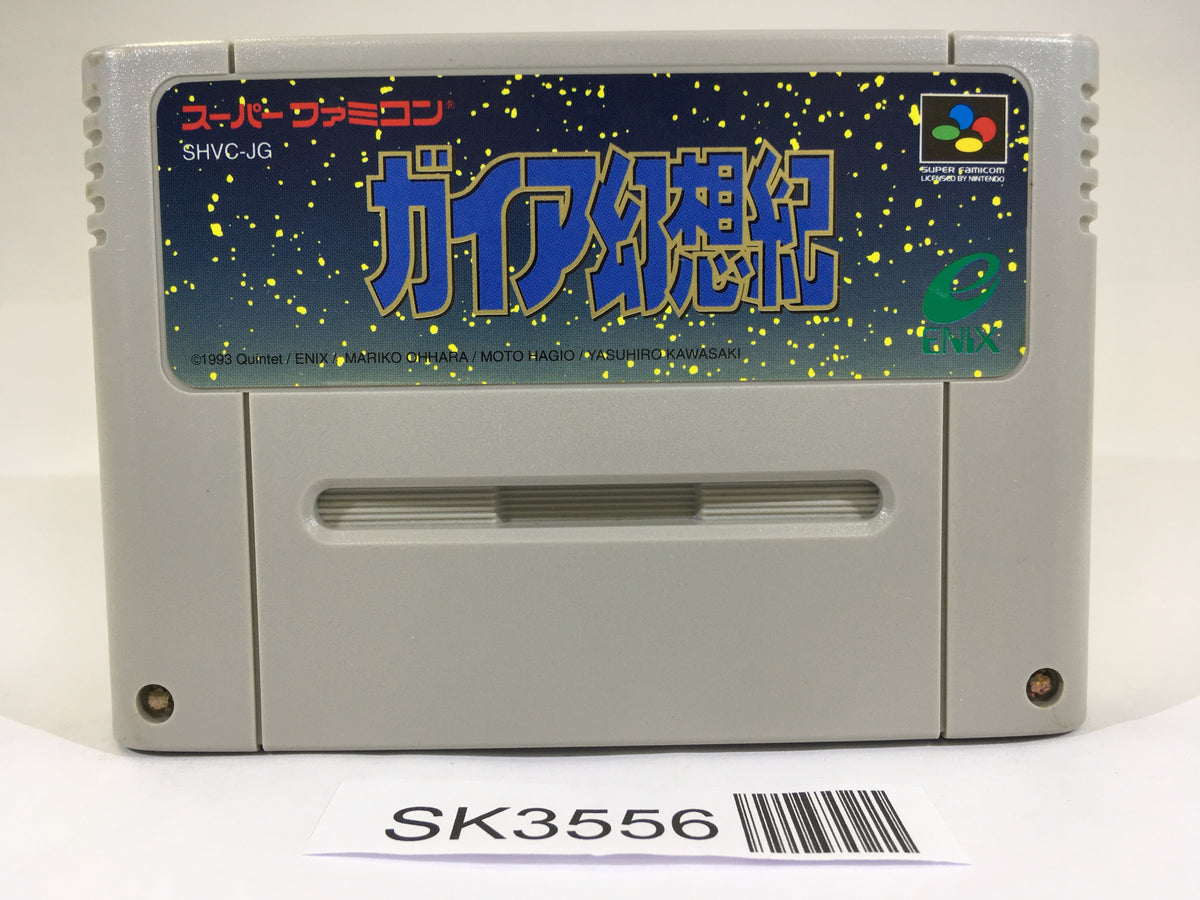 スーパーファミコン®
SHVC-JG
ガイア幻想紀
SUPER FAMICOM
LICENSED BY NINTENDO
ENIX
©1993 Quintet / ENIX / MARIKO OHHARA / MOTO HAGIO / YASUHIRO KAWASAKI
SK3556